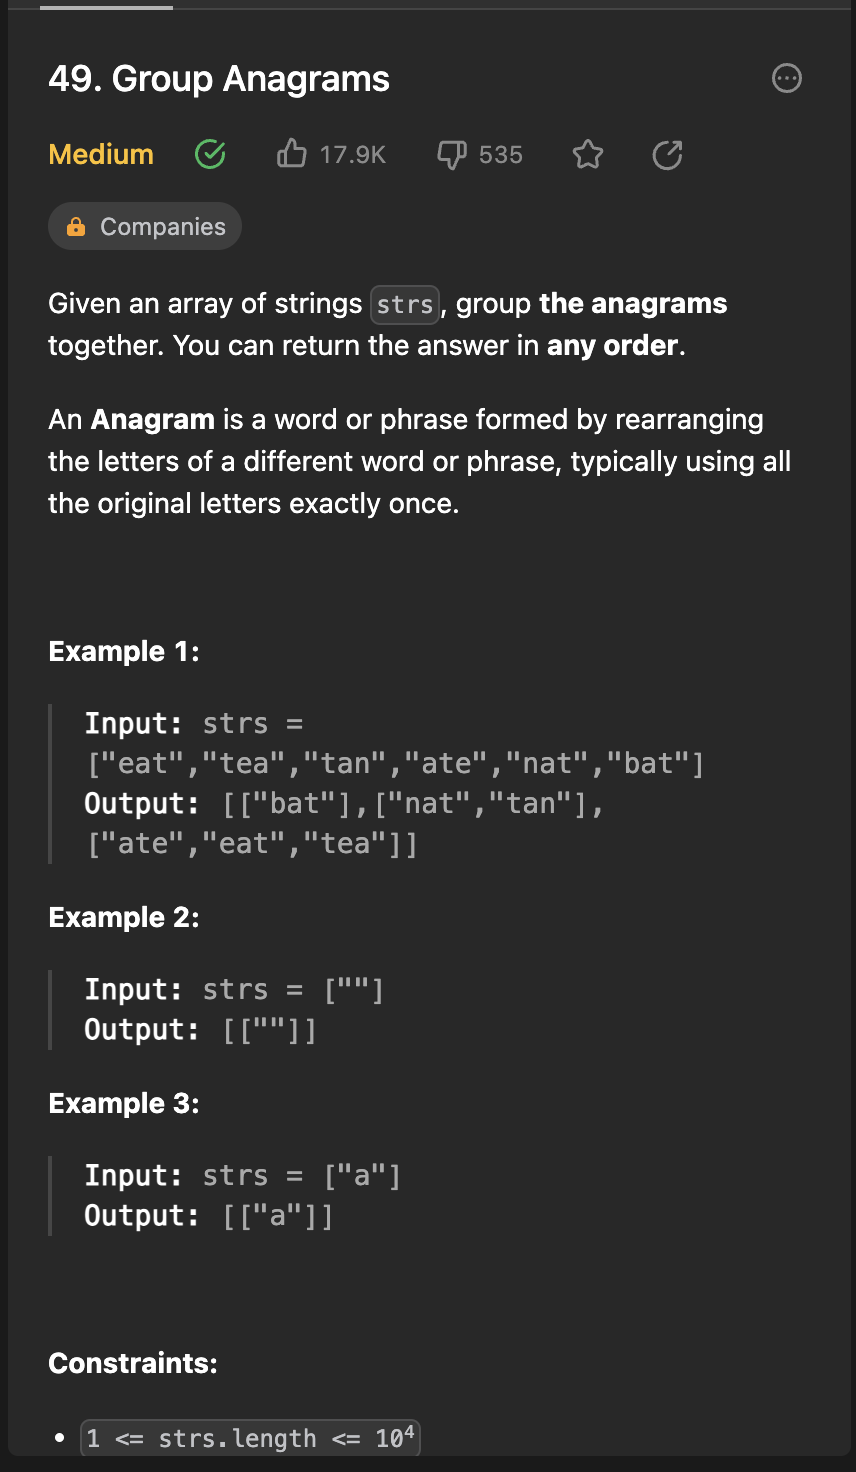 49. Group Anagrams
Medium 17.9K 535
Companies
Given an array of strings strs, group the anagrams
together. You can return the answer in any order.
An Anagram is a word or phrase formed by rearranging
the letters of a different word or phrase, typically using all
the original letters exactly once.
Example 1:
Input: strs =
["eat","tea","tan","ate","nat","bat"]
Output: [["bat"],["nat","tan"],
["ate","eat","tea"]]
Example 2:
Input: strs = [""]
Output: [[""]]
Example 3:
Input: strs = ["a"]
Output: [["a"]]
Constraints:
• 1 <= strs.length <= 10⁴